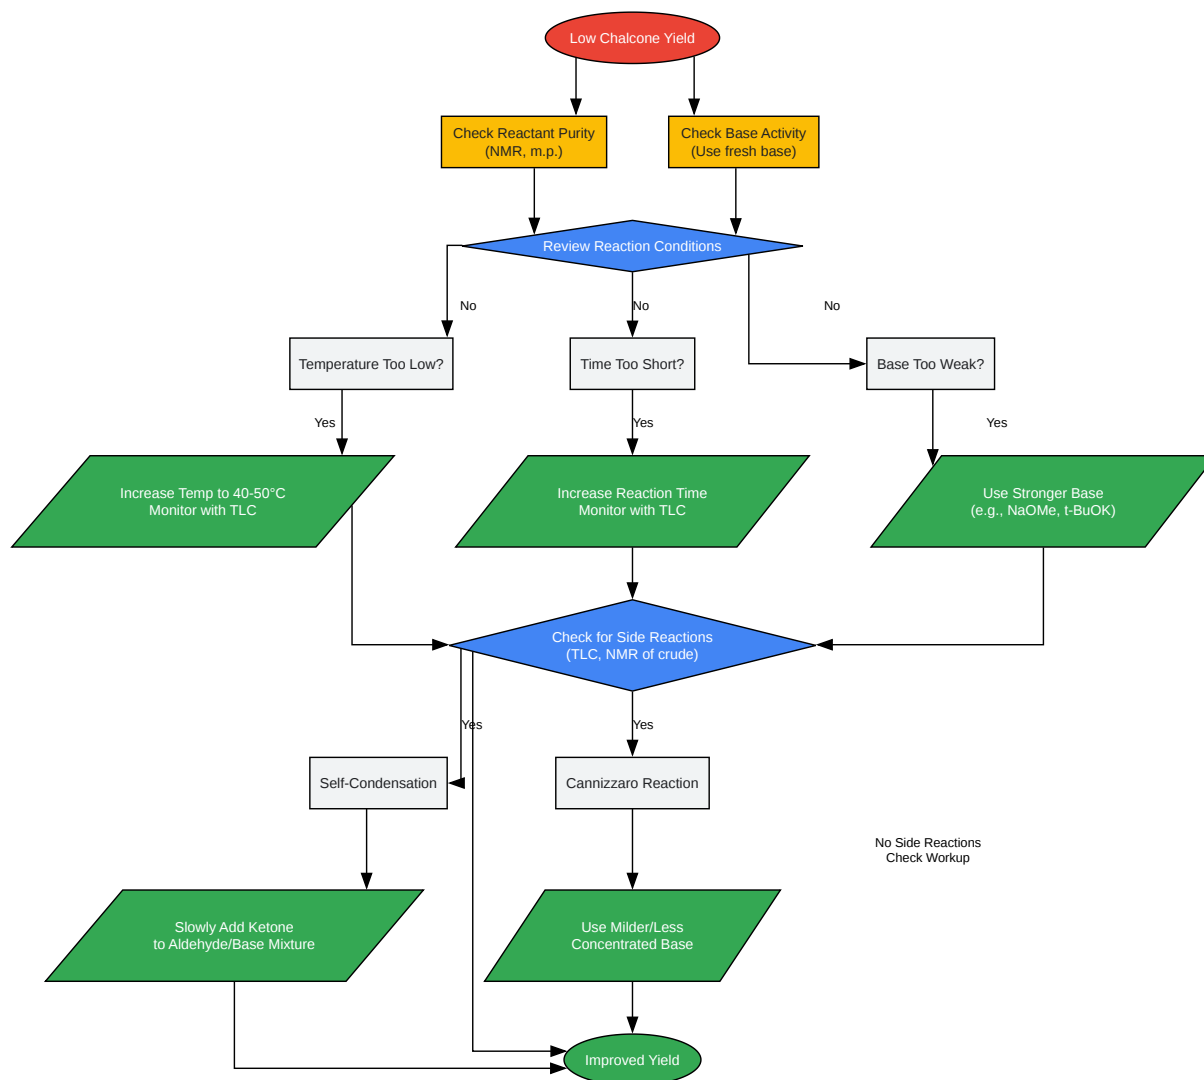 Low Chalcone Yield
Check Reactant Purity
(NMR, m.p.)
Check Base Activity
(Use fresh base)
Review Reaction Conditions
No
No
No
Temperature Too Low?
Time Too Short?
Base Too Weak?
Yes
Yes
Yes
Increase Temp to 40-50°C
Monitor with TLC
Increase Reaction Time
Monitor with TLC
Use Stronger Base
(e.g., NaOMe, t-BuOK)
Check for Side Reactions
(TLC, NMR of crude)
Yes
Yes
Self-Condensation
Cannizzaro Reaction
No Side Reactions
Check Workup
Slowly Add Ketone
to Aldehyde/Base Mixture
Use Milder/Less
Concentrated Base
Improved Yield